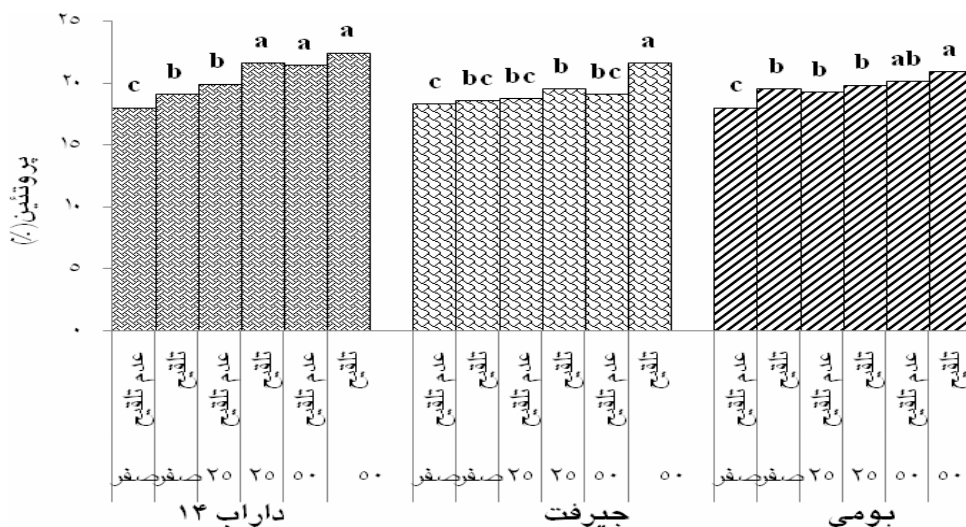 پروتئین(٪)
۲۵
۲۰
۱۵
۱۰
۵
۰
c b b a a a
c bc bc b bc a
c b b b ab a
عدم تلقیح تلقیح عدم تلقیح تلقیح عدم تلقیح تلقیح
عدم تلقیح تلقیح عدم تلقیح تلقیح عدم تلقیح تلقیح
عدم تلقیح تلقیح عدم تلقیح تلقیح عدم تلقیح تلقیح
صفر صفر ۲۵ ۲۵ ۵۰ ۵۰
صفر صفر ۲۵ ۲۵ ۵۰ ۵۰
صفر صفر ۲۵ ۲۵ ۵۰ ۵۰
داراب ۱۴
جیرفت
بومی